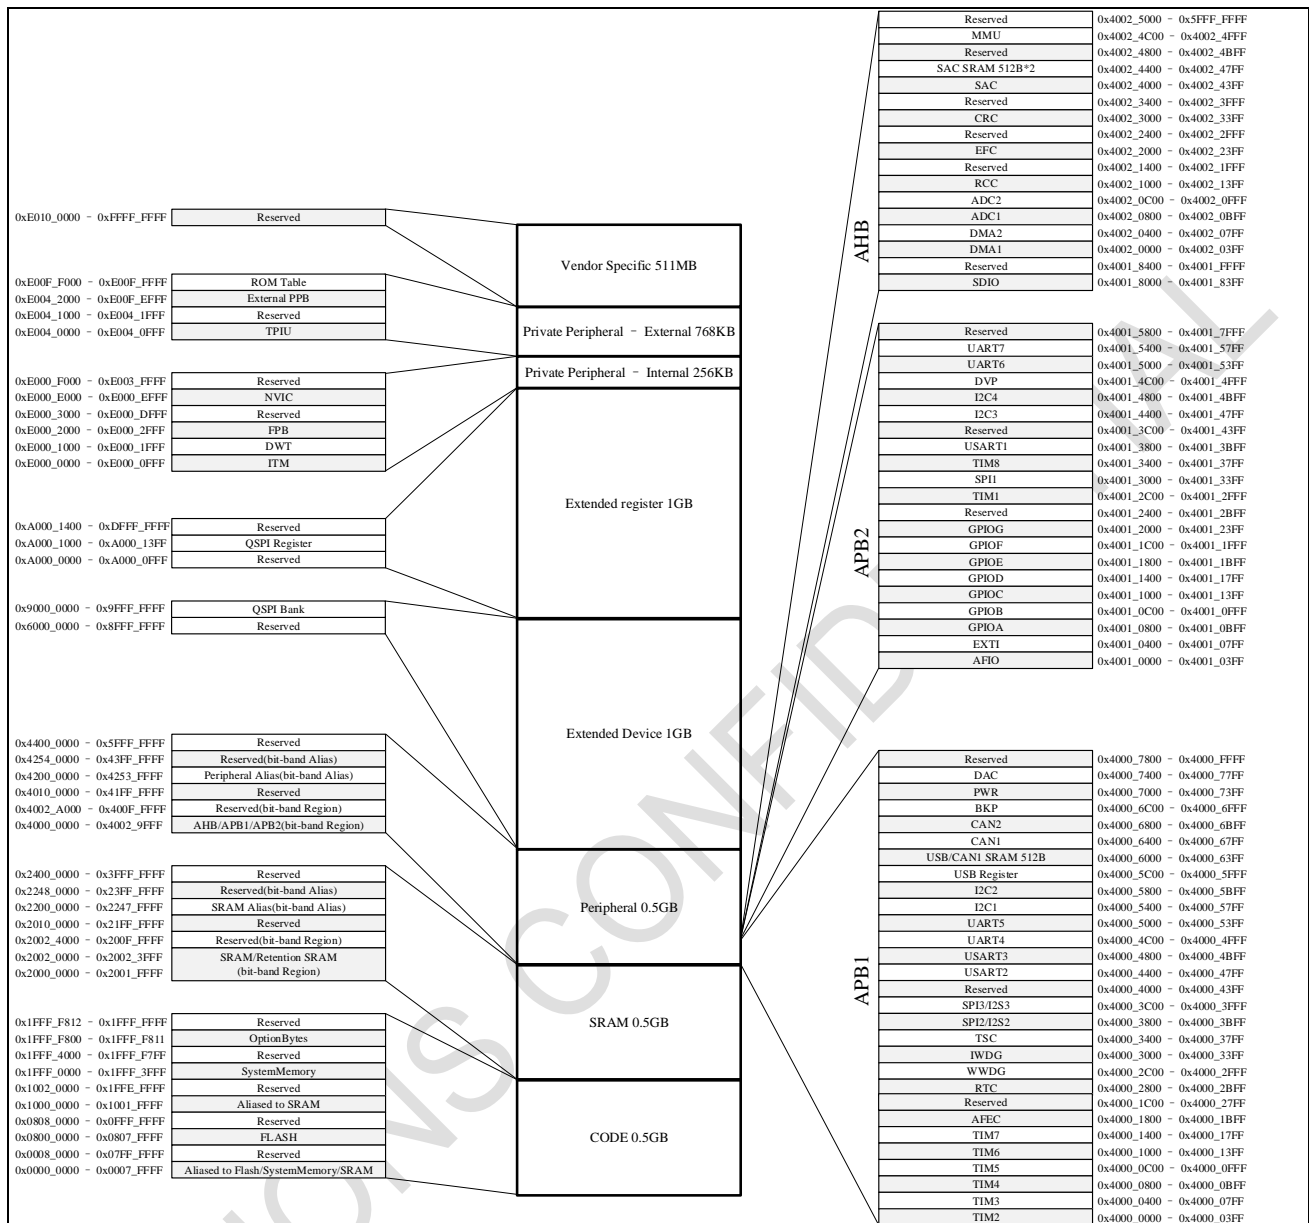 0xE010_0000 - 0xFFFF_FFFF Reserved
0xE00F_F000 - 0xE00F_FFFF ROM Table
0xE004_2000 - 0xE00F_EFFF External PPB
0xE004_1000 - 0xE004_1FFF Reserved
0xE004_0000 - 0xE004_0FFF TPIU
0xE000_F000 - 0xE003_FFFF Reserved
0xE000_E000 - 0xE000_EFFF NVIC
0xE000_3000 - 0xE000_DFFF Reserved
0xE000_2000 - 0xE000_2FFF FPB
0xE000_1000 - 0xE000_1FFF DWT
0xE000_0000 - 0xE000_0FFF ITM
0xA000_1400 - 0xDFFF_FFFF Reserved
0xA000_1000 - 0xA000_13FF QSPI Register
0xA000_0000 - 0xA000_0FFF Reserved
0x9000_0000 - 0x9FFF_FFFF QSPI Bank
0x6000_0000 - 0x8FFF_FFFF Reserved
0x4400_0000 - 0x5FFF_FFFF Reserved
0x4254_0000 - 0x43FF_FFFF Reserved(bit-band Alias)
0x4200_0000 - 0x4253_FFFF Peripheral Alias(bit-band Alias)
0x4010_0000 - 0x41FF_FFFF Reserved
0x4002_A000 - 0x400F_FFFF Reserved(bit-band Region)
0x4000_0000 - 0x4002_9FFF AHB/APB1/APB2(bit-band Region)
0x2400_0000 - 0x3FFF_FFFF Reserved
0x2248_0000 - 0x23FF_FFFF Reserved(bit-band Alias)
0x2200_0000 - 0x2247_FFFF SRAM Alias(bit-band Alias)
0x2010_0000 - 0x21FF_FFFF Reserved
0x2002_4000 - 0x200F_FFFF Reserved(bit-band Region)
0x2002_0000 - 0x2002_3FFF SRAM/Retention SRAM
0x2000_0000 - 0x2001_FFFF (bit-band Region)
0x1FFF_F812 - 0x1FFF_FFFF Reserved
0x1FFF_F800 - 0x1FFF_F811 OptionBytes
0x1FFF_4000 - 0x1FFF_F7FF Reserved
0x1FFF_0000 - 0x1FFF_3FFF SystemMemory
0x1002_0000 - 0x1FFE_FFFF Reserved
0x1000_0000 - 0x1001_FFFF Aliased to SRAM
0x0808_0000 - 0x0FFF_FFFF Reserved
0x0800_0000 - 0x0807_FFFF FLASH
0x0008_0000 - 0x07FF_FFFF Reserved
0x0000_0000 - 0x0007_FFFF Aliased to Flash/SystemMemory/SRAM
Vendor Specific 511MB
Private Peripheral - External 768KB
Private Peripheral - Internal 256KB
Extended register 1GB
Extended Device 1GB
Peripheral 0.5GB
SRAM 0.5GB
CODE 0.5GB
AHB
Reserved 0x4002_5000 - 0x5FFF_FFFF
MMU 0x4002_4C00 - 0x4002_4FFF
Reserved 0x4002_4800 - 0x4002_4BFF
SAC SRAM 512B*2 0x4002_4400 - 0x4002_47FF
SAC 0x4002_4000 - 0x4002_43FF
Reserved 0x4002_3400 - 0x4002_3FFF
CRC 0x4002_3000 - 0x4002_33FF
Reserved 0x4002_2400 - 0x4002_2FFF
EFC 0x4002_2000 - 0x4002_23FF
Reserved 0x4002_1400 - 0x4002_1FFF
RCC 0x4002_1000 - 0x4002_13FF
ADC2 0x4002_0C00 - 0x4002_0FFF
ADC1 0x4002_0800 - 0x4002_0BFF
DMA2 0x4002_0400 - 0x4002_07FF
DMA1 0x4002_0000 - 0x4002_03FF
Reserved 0x4001_8400 - 0x4001_FFFF
SDIO 0x4001_8000 - 0x4001_83FF
APB2
Reserved 0x4001_5800 - 0x4001_7FFF
UART7 0x4001_5400 - 0x4001_57FF
UART6 0x4001_5000 - 0x4001_53FF
DVP 0x4001_4C00 - 0x4001_4FFF
I2C4 0x4001_4800 - 0x4001_4BFF
I2C3 0x4001_4400 - 0x4001_47FF
Reserved 0x4001_3C00 - 0x4001_43FF
USART1 0x4001_3800 - 0x4001_3BFF
TIM8 0x4001_3400 - 0x4001_37FF
SPI1 0x4001_3000 - 0x4001_33FF
TIM1 0x4001_2C00 - 0x4001_2FFF
Reserved 0x4001_2400 - 0x4001_2BFF
GPIOG 0x4001_2000 - 0x4001_23FF
GPIOF 0x4001_1C00 - 0x4001_1FFF
GPIOE 0x4001_1800 - 0x4001_1BFF
GPIOD 0x4001_1400 - 0x4001_17FF
GPIOC 0x4001_1000 - 0x4001_13FF
GPIOB 0x4001_0C00 - 0x4001_0FFF
GPIOA 0x4001_0800 - 0x4001_0BFF
EXTI 0x4001_0400 - 0x4001_07FF
AFIO 0x4001_0000 - 0x4001_03FF
APB1
Reserved 0x4000_7800 - 0x4000_FFFF
DAC 0x4000_7400 - 0x4000_77FF
PWR 0x4000_7000 - 0x4000_73FF
BKP 0x4000_6C00 - 0x4000_6FFF
CAN2 0x4000_6800 - 0x4000_6BFF
CAN1 0x4000_6400 - 0x4000_67FF
USB/CAN1 SRAM 512B 0x4000_6000 - 0x4000_63FF
USB Register 0x4000_5C00 - 0x4000_5FFF
I2C2 0x4000_5800 - 0x4000_5BFF
I2C1 0x4000_5400 - 0x4000_57FF
UART5 0x4000_5000 - 0x4000_53FF
UART4 0x4000_4C00 - 0x4000_4FFF
USART3 0x4000_4800 - 0x4000_4BFF
USART2 0x4000_4400 - 0x4000_47FF
Reserved 0x4000_4000 - 0x4000_43FF
SPI3/I2S3 0x4000_3C00 - 0x4000_3FFF
SPI2/I2S2 0x4000_3800 - 0x4000_3BFF
TSC 0x4000_3400 - 0x4000_37FF
IWDG 0x4000_3000 - 0x4000_33FF
WWDG 0x4000_2C00 - 0x4000_2FFF
RTC 0x4000_2800 - 0x4000_2BFF
Reserved 0x4000_1C00 - 0x4000_27FF
AFEC 0x4000_1800 - 0x4000_1BFF
TIM7 0x4000_1400 - 0x4000_17FF
TIM6 0x4000_1000 - 0x4000_13FF
TIM5 0x4000_0C00 - 0x4000_0FFF
TIM4 0x4000_0800 - 0x4000_0BFF
TIM3 0x4000_0400 - 0x4000_07FF
TIM2 0x4000_0000 - 0x4000_03FF